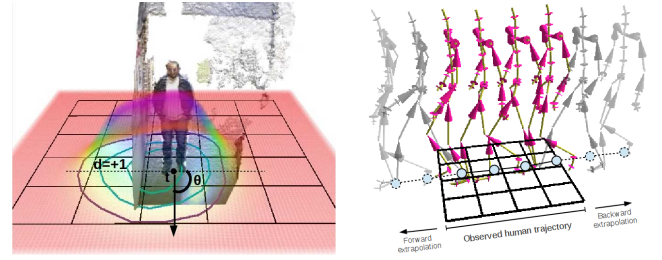 d=+1
t
θ
Forward
extrapolation
Observed human trajectory
Backward
extrapolation